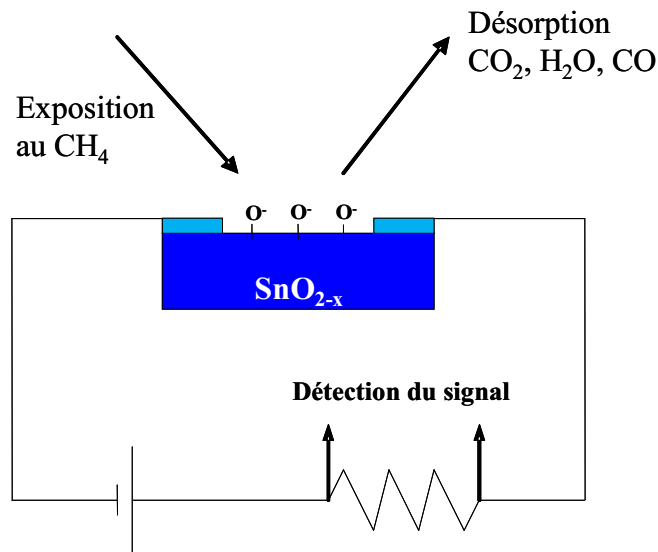 Désorption
CO₂, H₂O, CO
Exposition
au CH₄
O⁻ O⁻ O⁻
SnO₂₋ₓ
Détection du signal